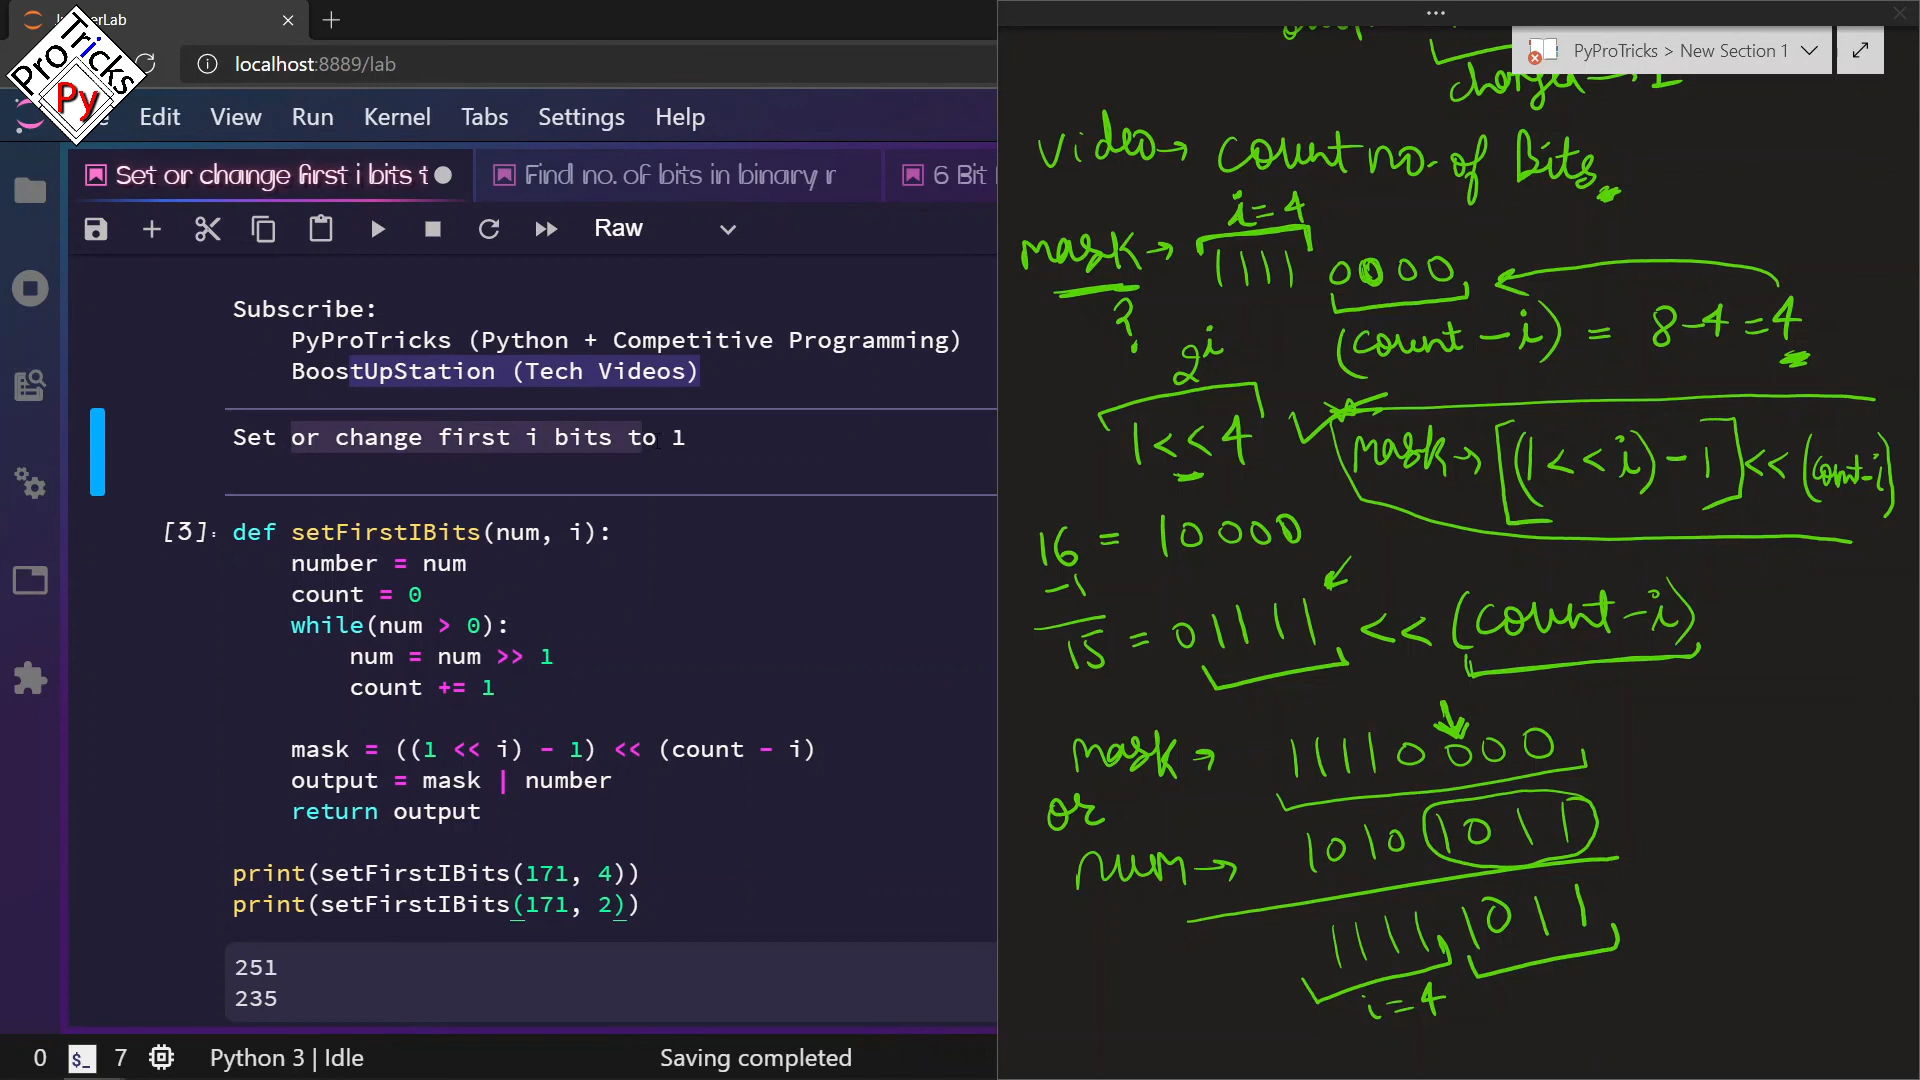 ProTricks
Py
localhost:8889/lab
Edit View Run Kernel Tabs Settings Help
Set or change first i bits t
Find no. of bits in binary r
6 Bit
Raw
Subscribe:
PyProTricks (Python + Competitive Programming)
BoostUpStation (Tech Videos)
Set or change first i bits to 1
[3]: def setFirstIBits(num, i):
number = num
count = 0
while(num > 0):
num = num >> 1
count += 1
mask = ((1 << i) - 1) << (count - i)
output = mask | number
return output
print(setFirstIBits(171, 4))
print(setFirstIBits(171, 2))
251
235
0 $_ 7 Python 3 | Idle Saving completed
PyProTricks > New Section 1
video → count no. of Bits
i = 4
mask → 1111 0000
?
(count - i) = 8-4 = 4
2^i
1<<4
mask → [(1<<i) - 1] << (count-i)
16 = 10000
-1
15 = 01111 << (count - i)
mask → 11110000
or
num → 10101011
1111,1011
i = 4